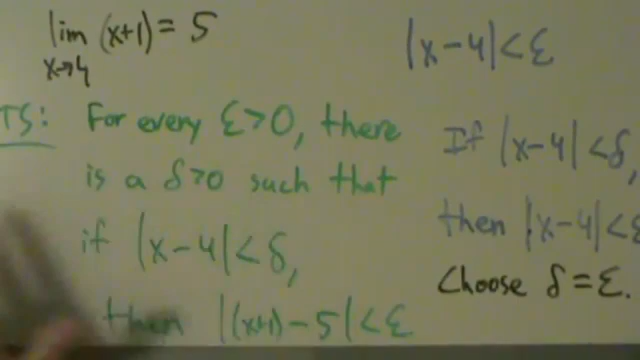 lim (x+1) = 5
x→4
TS: For every ε>0, there
is a δ>0 such that
if |x-4|<δ,
then |(x+1)-5|<ε
|x-4|<ε
If |x-4|<δ,
then |x-4|<ε
Choose δ=ε.